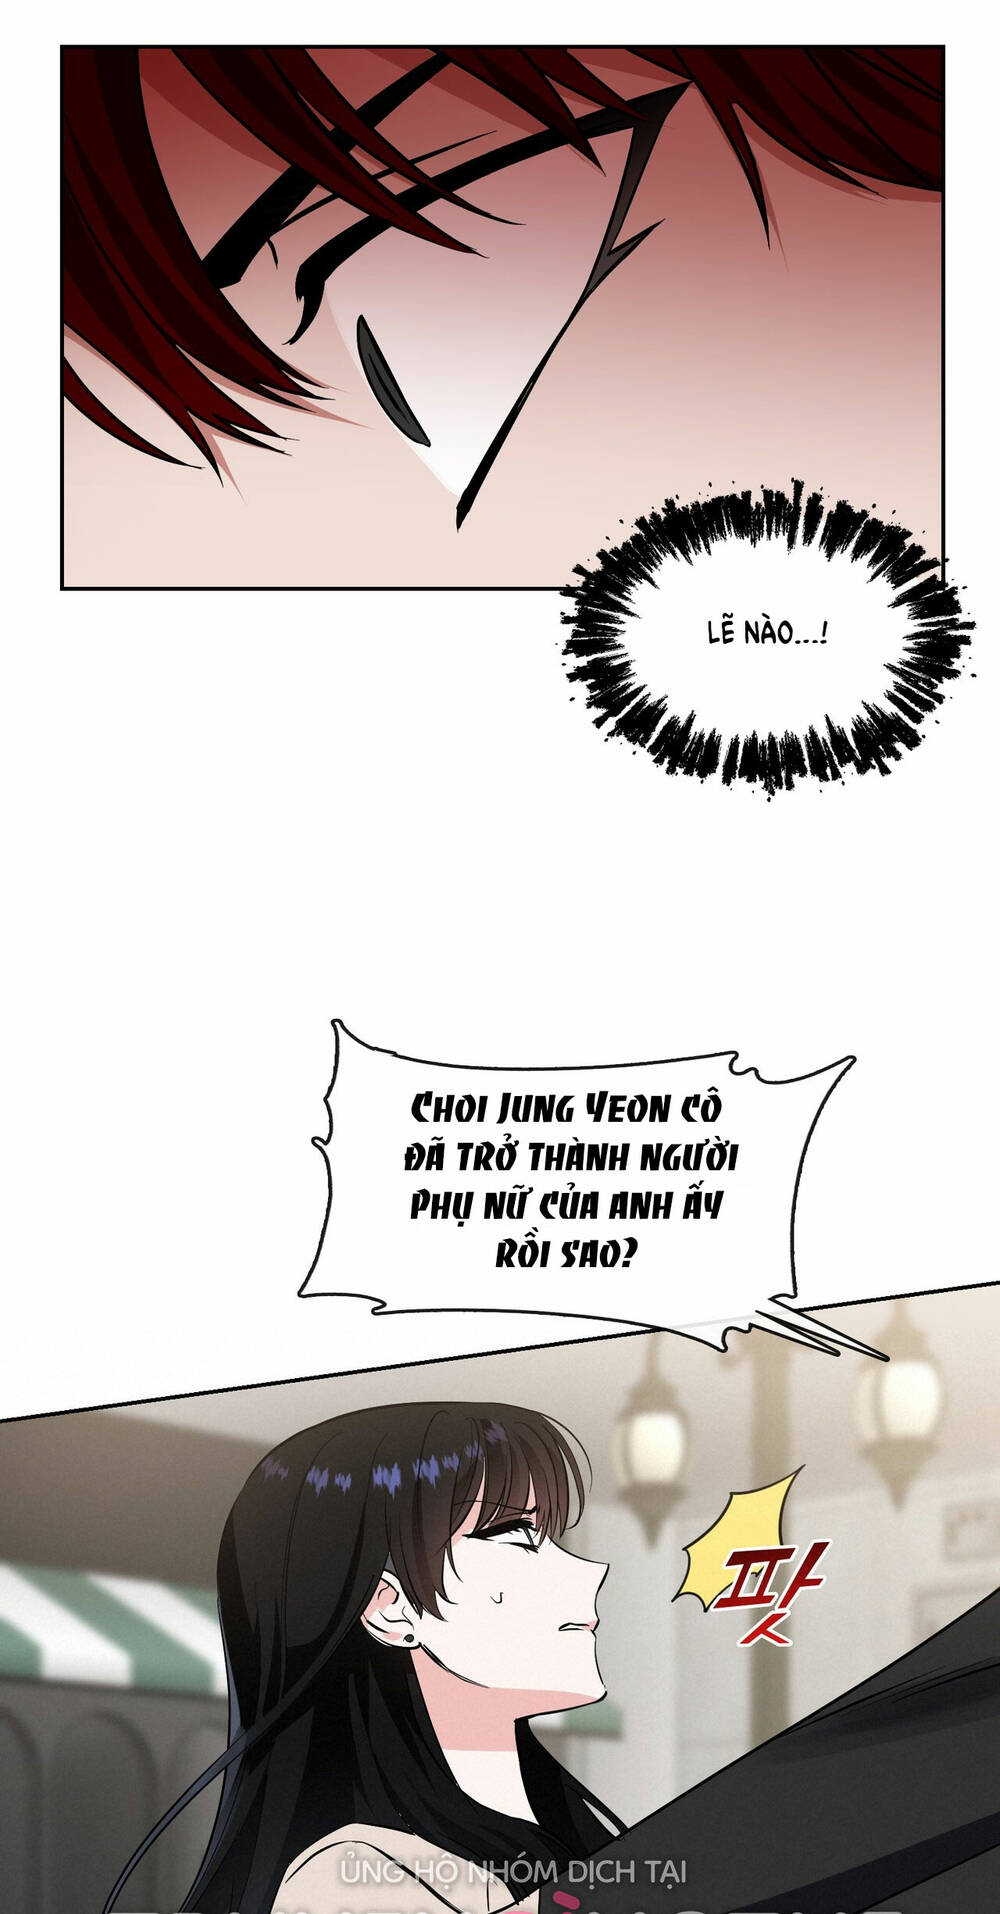 LẼ NÀO...!
CHOI JUNG YEON CÔ
ĐÃ TRỞ THÀNH NGƯỜI
PHỤ NỮ CỦA ANH ẤY
RỒI SAO?
팟
ỦNG HỘ NHÓM DỊCH TẠI